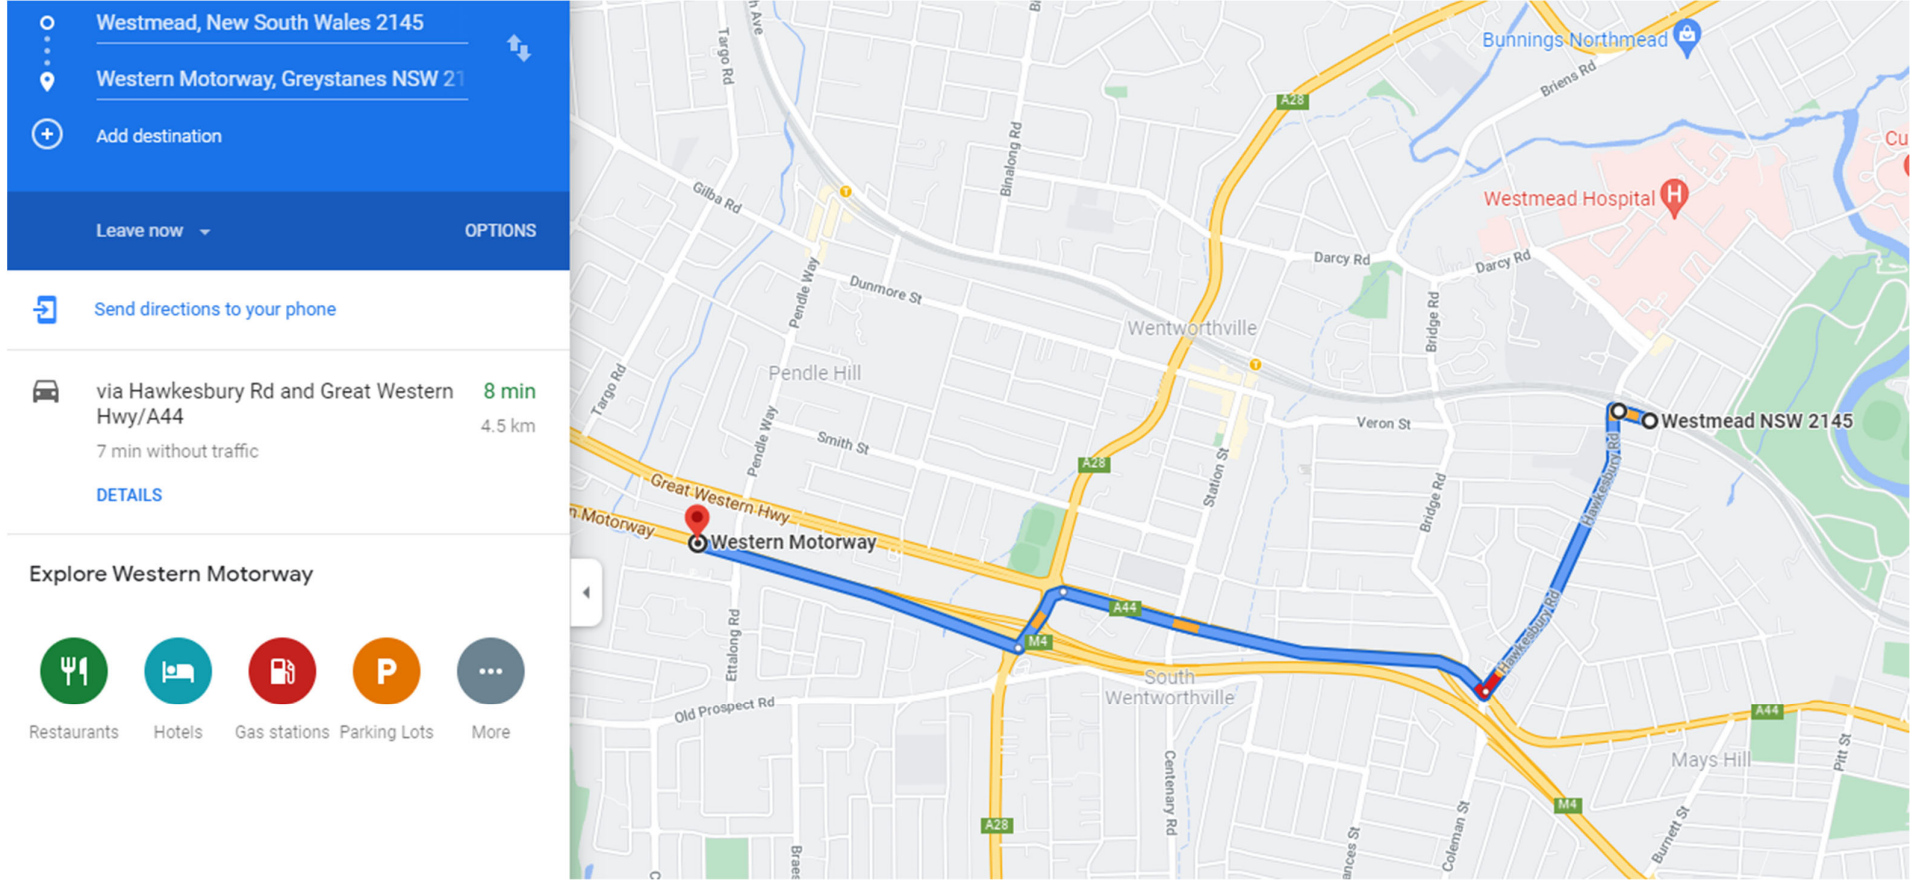 Westmead, New South Wales 2145
Western Motorway, Greystanes NSW 21
Add destination
Leave now
OPTIONS
Send directions to your phone
via Hawkesbury Rd and Great Western
Hwy/A44
8 min
4.5 km
7 min without traffic
DETAILS
Explore Western Motorway
P
Restaurants
Hotels
Gas stations
Parking Lots
More
Targo Rd
h Ave
Binalong Rd
Bunnings Northmead
Briens Rd
A28
Cu
Gilba Rd
T
Westmead Hospital
H
Darcy Rd
Darcy Rd
Pendle Way
Dunmore St
Bridge Rd
Wentworthville
T
Pendle Hill
Targo Rd
Pendle Way
Smith St
Veron St
Westmead NSW 2145
A28
Station St
Hawkesbury Rd
Bridge Rd
Great Western Hwy
n Motorway
Western Motorway
A44
Hawkesbury Rd
M4
Ettalong Rd
South
Wentworthville
Old Prospect Rd
A44
Mays Hill
Pitt St
Centenary Rd
M4
A28
Coleman St
Burnett St
ances St
Braes